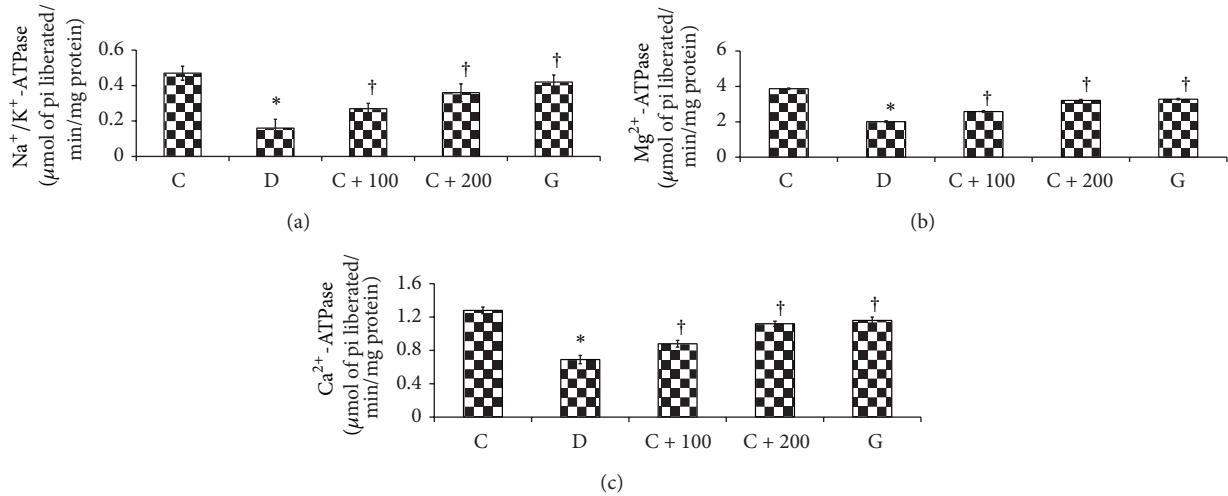 Na⁺/K⁺-ATPase
(μmol of pi liberated/
min/mg protein)
0.6
0.4
0.2
0
*
†
†
†
C
D
C + 100
C + 200
G
(a)
Mg²⁺-ATPase
(μmol of pi liberated/
min/mg protein)
6
4
2
0
*
†
†
†
C
D
C + 100
C + 200
G
(b)
Ca²⁺-ATPase
(μmol of pi liberated/
min/mg protein)
1.6
1.2
0.8
0.4
0
*
†
†
†
C
D
C + 100
C + 200
G
(c)